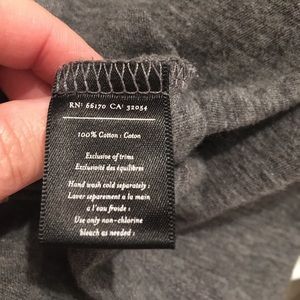 RN: 66170 CA: 32054
100% Cotton : Coton
Exclusive of trims
Exclusivité des équilibres
Hand wash cold separately :
Laver separement a la main
a l'eau froide :
Use only non-chlorine
bleach as needed :